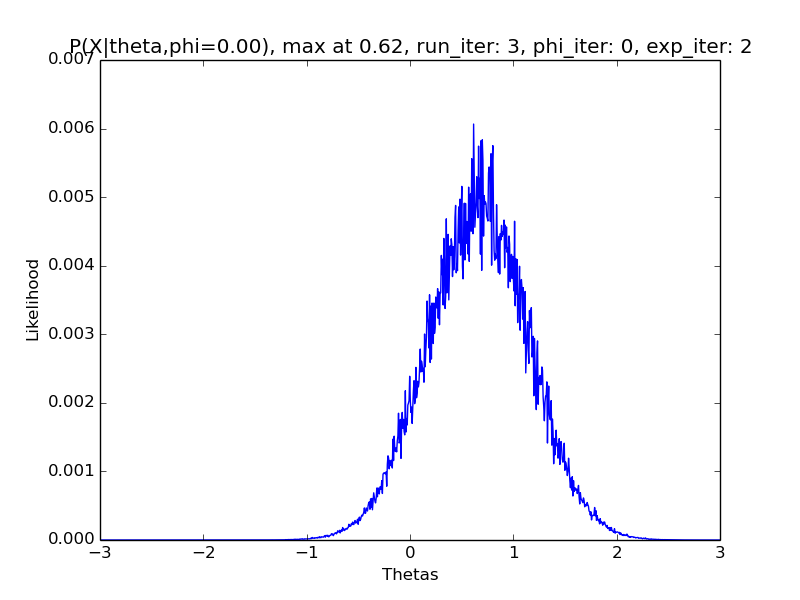 P(X|theta,phi=0.00), max at 0.62, run_iter: 3, phi_iter: 0, exp_iter: 2
0.007
0.006
0.005
0.004
0.003
0.002
0.001
0.000
Likelihood
−3 −2 −1 0 1 2 3
Thetas